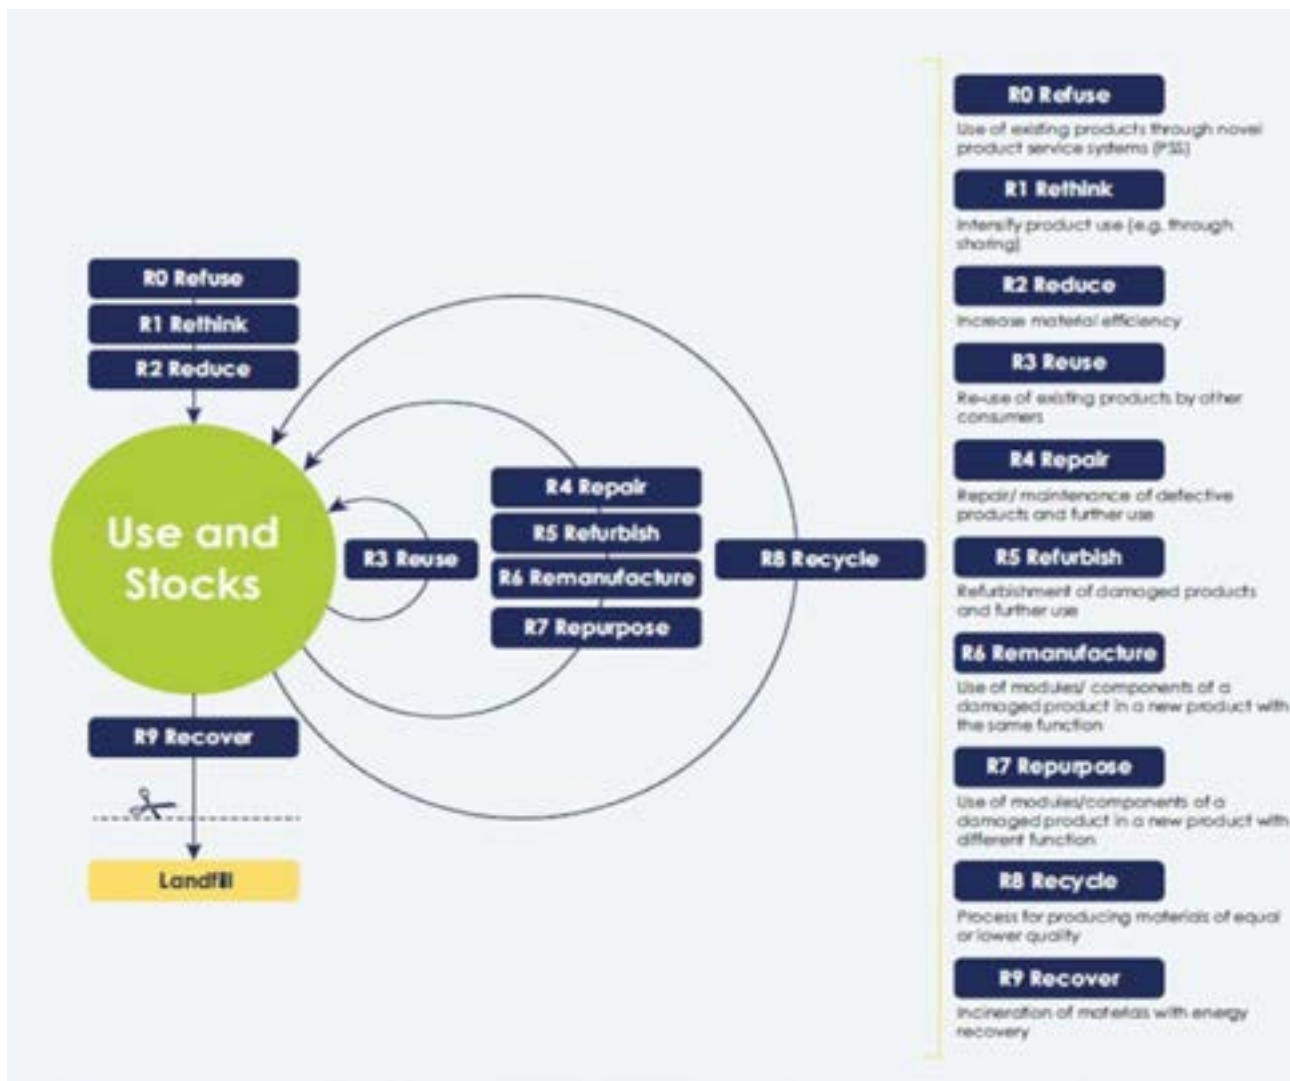 R0 Refuse
R1 Rethink
R2 Reduce
Use and
Stocks
R3 Reuse
R4 Repair
R5 Refurbish
R6 Remanufacture
R7 Repurpose
R8 Recycle
R9 Recover
Landfill
R0 Refuse
Use of existing products through novel
product service systems (PSS)
R1 Rethink
Intensify product use (e.g. through
sharing)
R2 Reduce
Increase material efficiency
R3 Reuse
Re-use of existing products by other
consumers
R4 Repair
Repair/ maintenance of defective
products and further use
R5 Refurbish
Refurbishment of damaged products
and further use
R6 Remanufacture
Use of modules/ components of a
damaged product in a new product with
the same function
R7 Repurpose
Use of modules/components of a
damaged product in a new product with
different function
R8 Recycle
Process for producing materials of equal
or lower quality
R9 Recover
Incineration of materials with energy
recovery